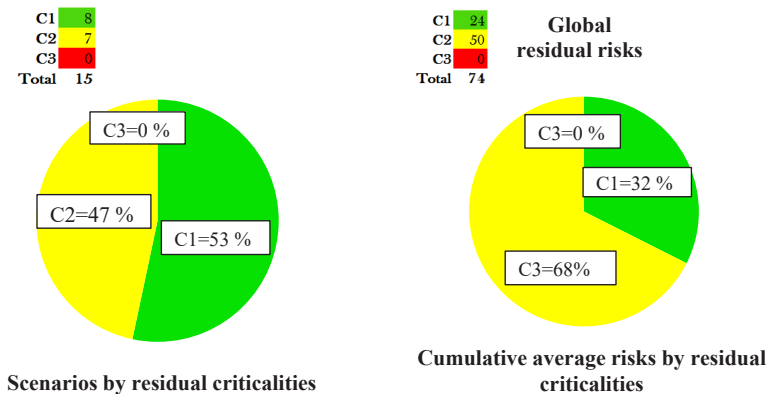 C1 8
C2 7
C3 0
Total 15
C3=0 %
C2=47 %
C1=53 %
Scenarios by residual criticalities
C1 24
C2 50
C3 0
Total 74
Global
residual risks
C3=0 %
C1=32 %
C3=68%
Cumulative average risks by residual
criticalities